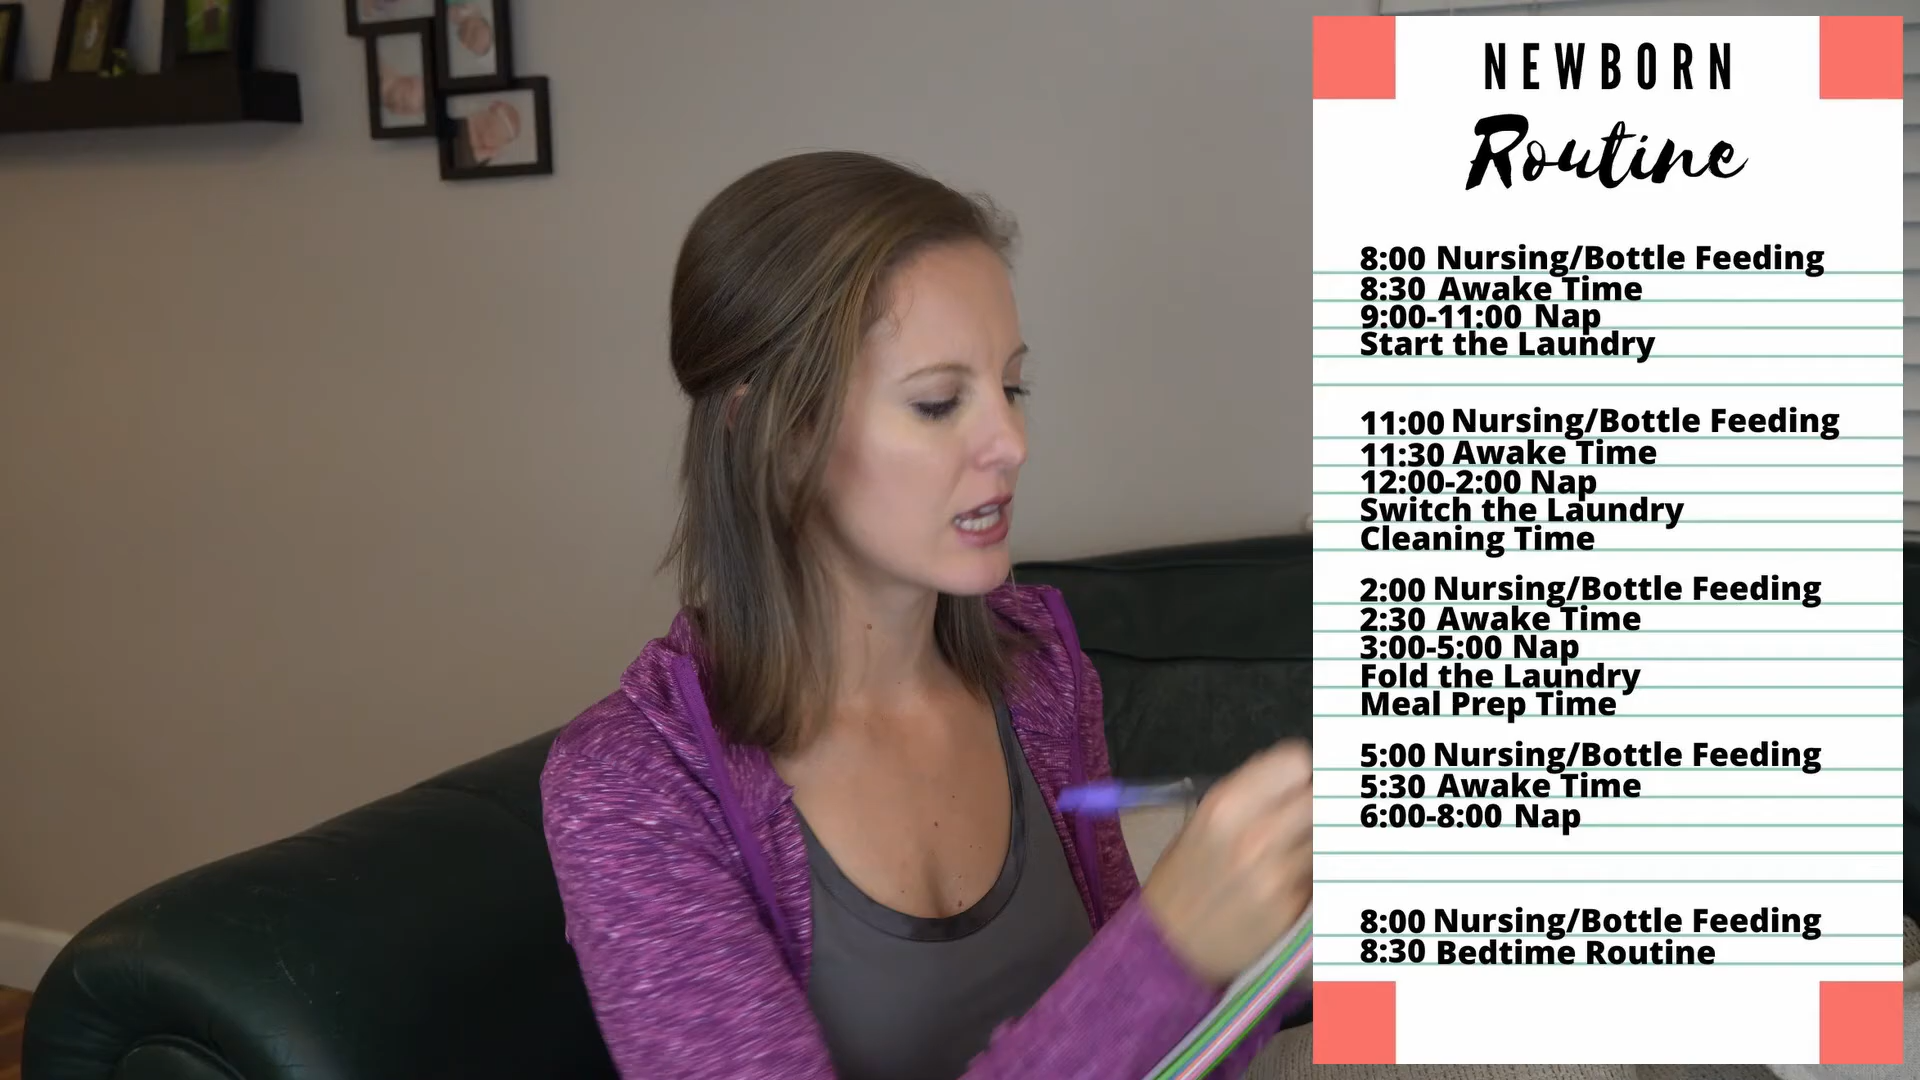 NEWBORN
Routine
8:00 Nursing/Bottle Feeding
8:30 Awake Time
9:00-11:00 Nap
Start the Laundry
11:00 Nursing/Bottle Feeding
11:30 Awake Time
12:00-2:00 Nap
Switch the Laundry
Cleaning Time
2:00 Nursing/Bottle Feeding
2:30 Awake Time
3:00-5:00 Nap
Fold the Laundry
Meal Prep Time
5:00 Nursing/Bottle Feeding
5:30 Awake Time
6:00-8:00 Nap
8:00 Nursing/Bottle Feeding
8:30 Bedtime Routine